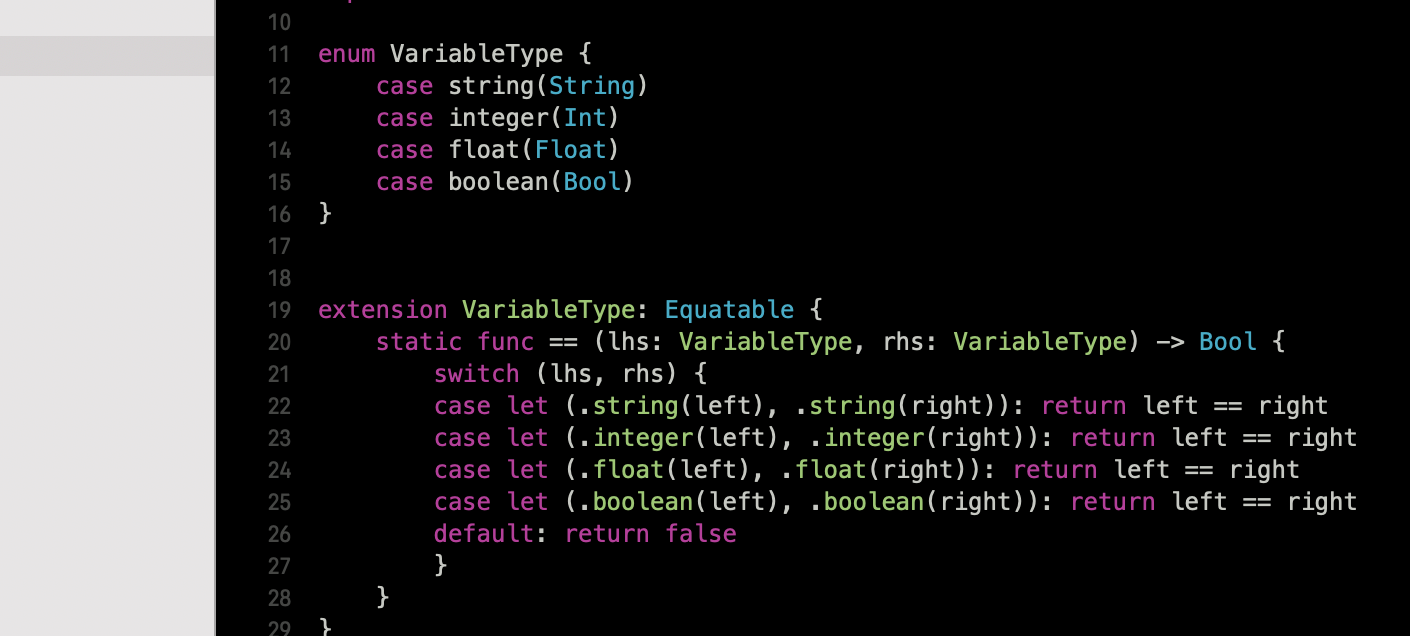 10
11 enum VariableType {
12     case string(String)
13     case integer(Int)
14     case float(Float)
15     case boolean(Bool)
16 }
17
18
19 extension VariableType: Equatable {
20     static func == (lhs: VariableType, rhs: VariableType) -> Bool {
21         switch (lhs, rhs) {
22         case let (.string(left), .string(right)): return left == right
23         case let (.integer(left), .integer(right)): return left == right
24         case let (.float(left), .float(right)): return left == right
25         case let (.boolean(left), .boolean(right)): return left == right
26         default: return false
27         }
28     }
29 }